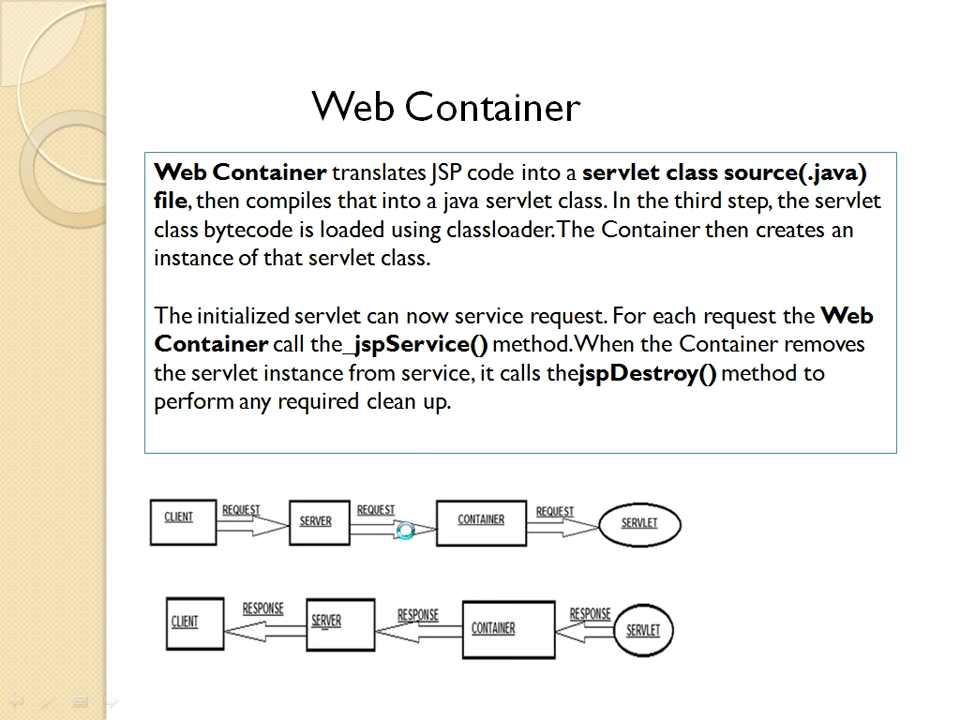 Web Container
Web Container translates JSP code into a servlet class source(.java)
file, then compiles that into a java servlet class. In the third step, the servlet
class bytecode is loaded using classloader.The Container then creates an
instance of that servlet class.
The initialized servlet can now service request. For each request the Web
Container call the_jspService() method.When the Container removes
the servlet instance from service, it calls thejspDestroy() method to
perform any required clean up.
CLIENT REQUEST SERVER REQUEST CONTAINER REQUEST SERVLET
CLIENT RESPONSE SERVER RESPONSE CONTAINER RESPONSE SERVLET